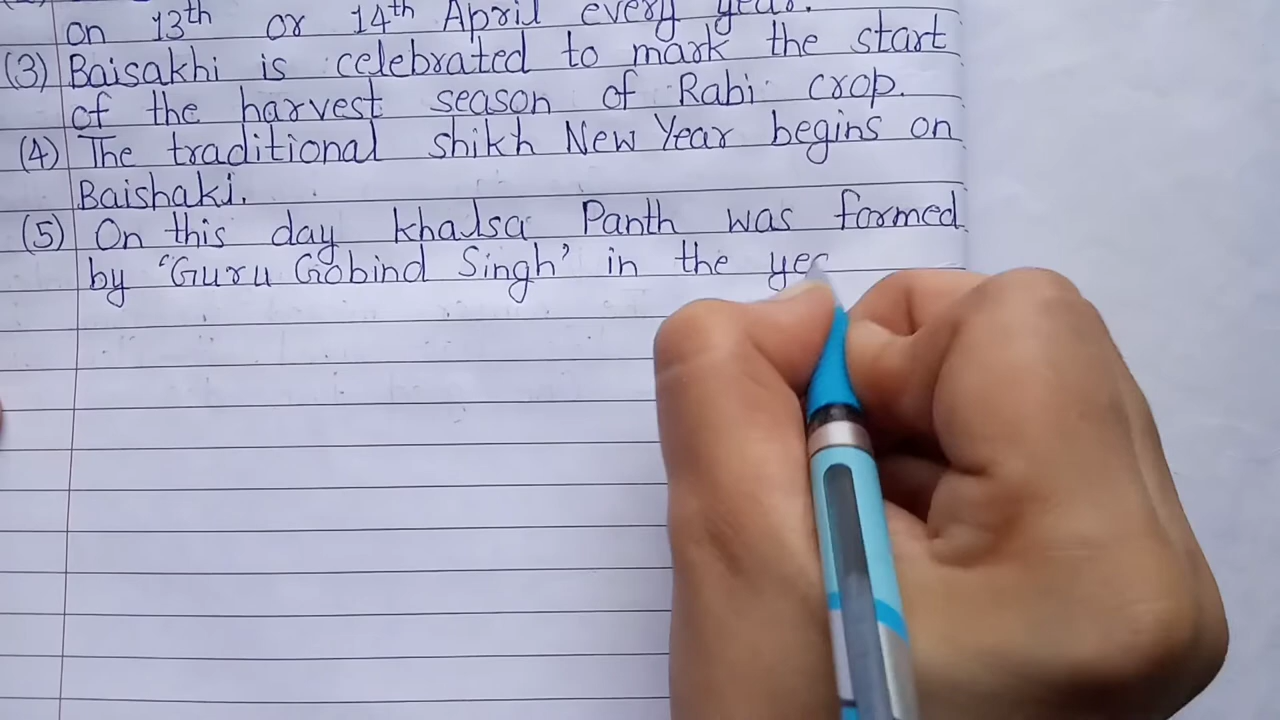 on 13th or 14th April every year.
(3) Baisakhi is celebrated to mark the start
of the harvest season of Rabi crop.
(4) The traditional shikh New Year begins on
Baishaki.
(5) On this day khalsa Panth was formed
by 'Guru Gobind Singh' in the